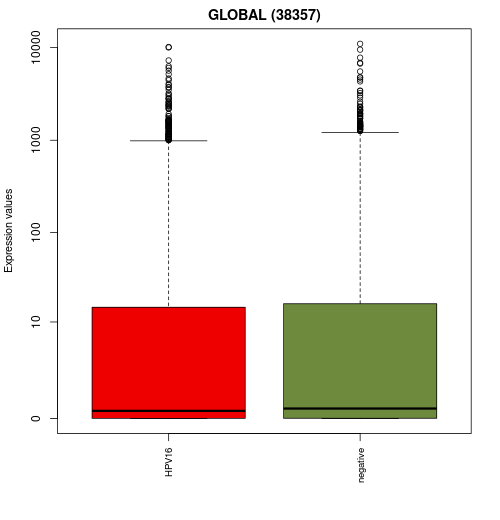 GLOBAL (38357)
Expression values
10000
1000
100
10
0
HPV16
negative